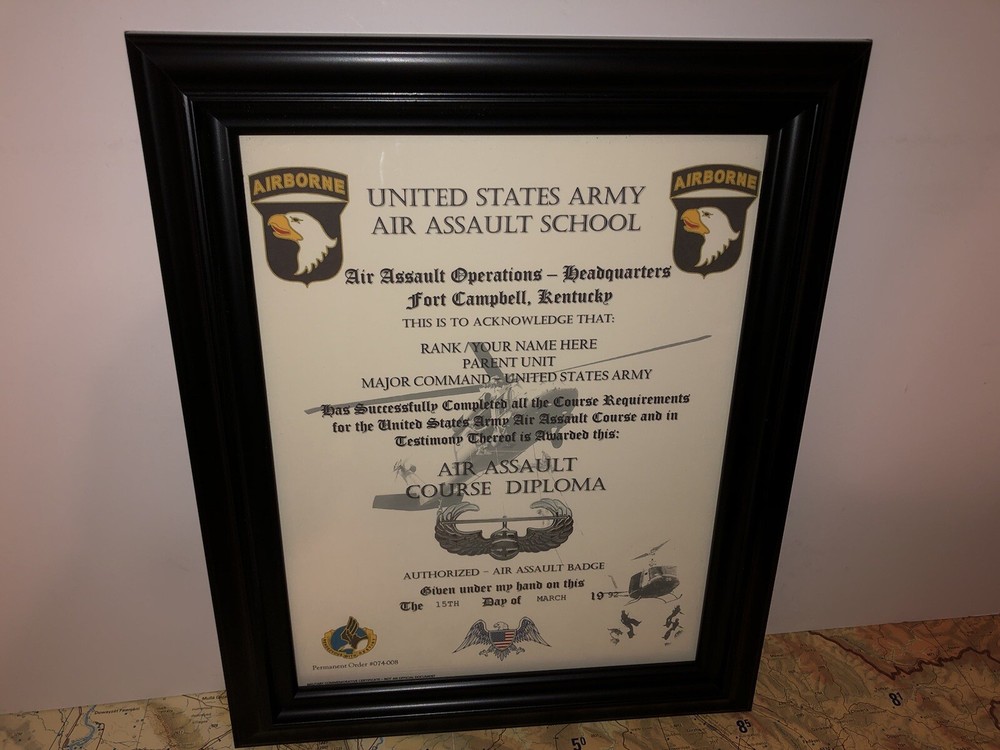 AIRBORNE
AIRBORNE
UNITED STATES ARMY
AIR ASSAULT SCHOOL
Air Assault Operations – Headquarters
Fort Campbell, Kentucky
THIS IS TO ACKNOWLEDGE THAT:
RANK / YOUR NAME HERE
PARENT UNIT
MAJOR COMMAND - UNITED STATES ARMY
Has Successfully Completed all the Course Requirements
for the United States Army Air Assault Course and in
Testimony Thereof is Awarded this:
AIR ASSAULT
COURSE DIPLOMA
AUTHORIZED - AIR ASSAULT BADGE
Given under my hand on this
The 15TH Day of MARCH 1992
Permanent Order #074-008
50
85
81